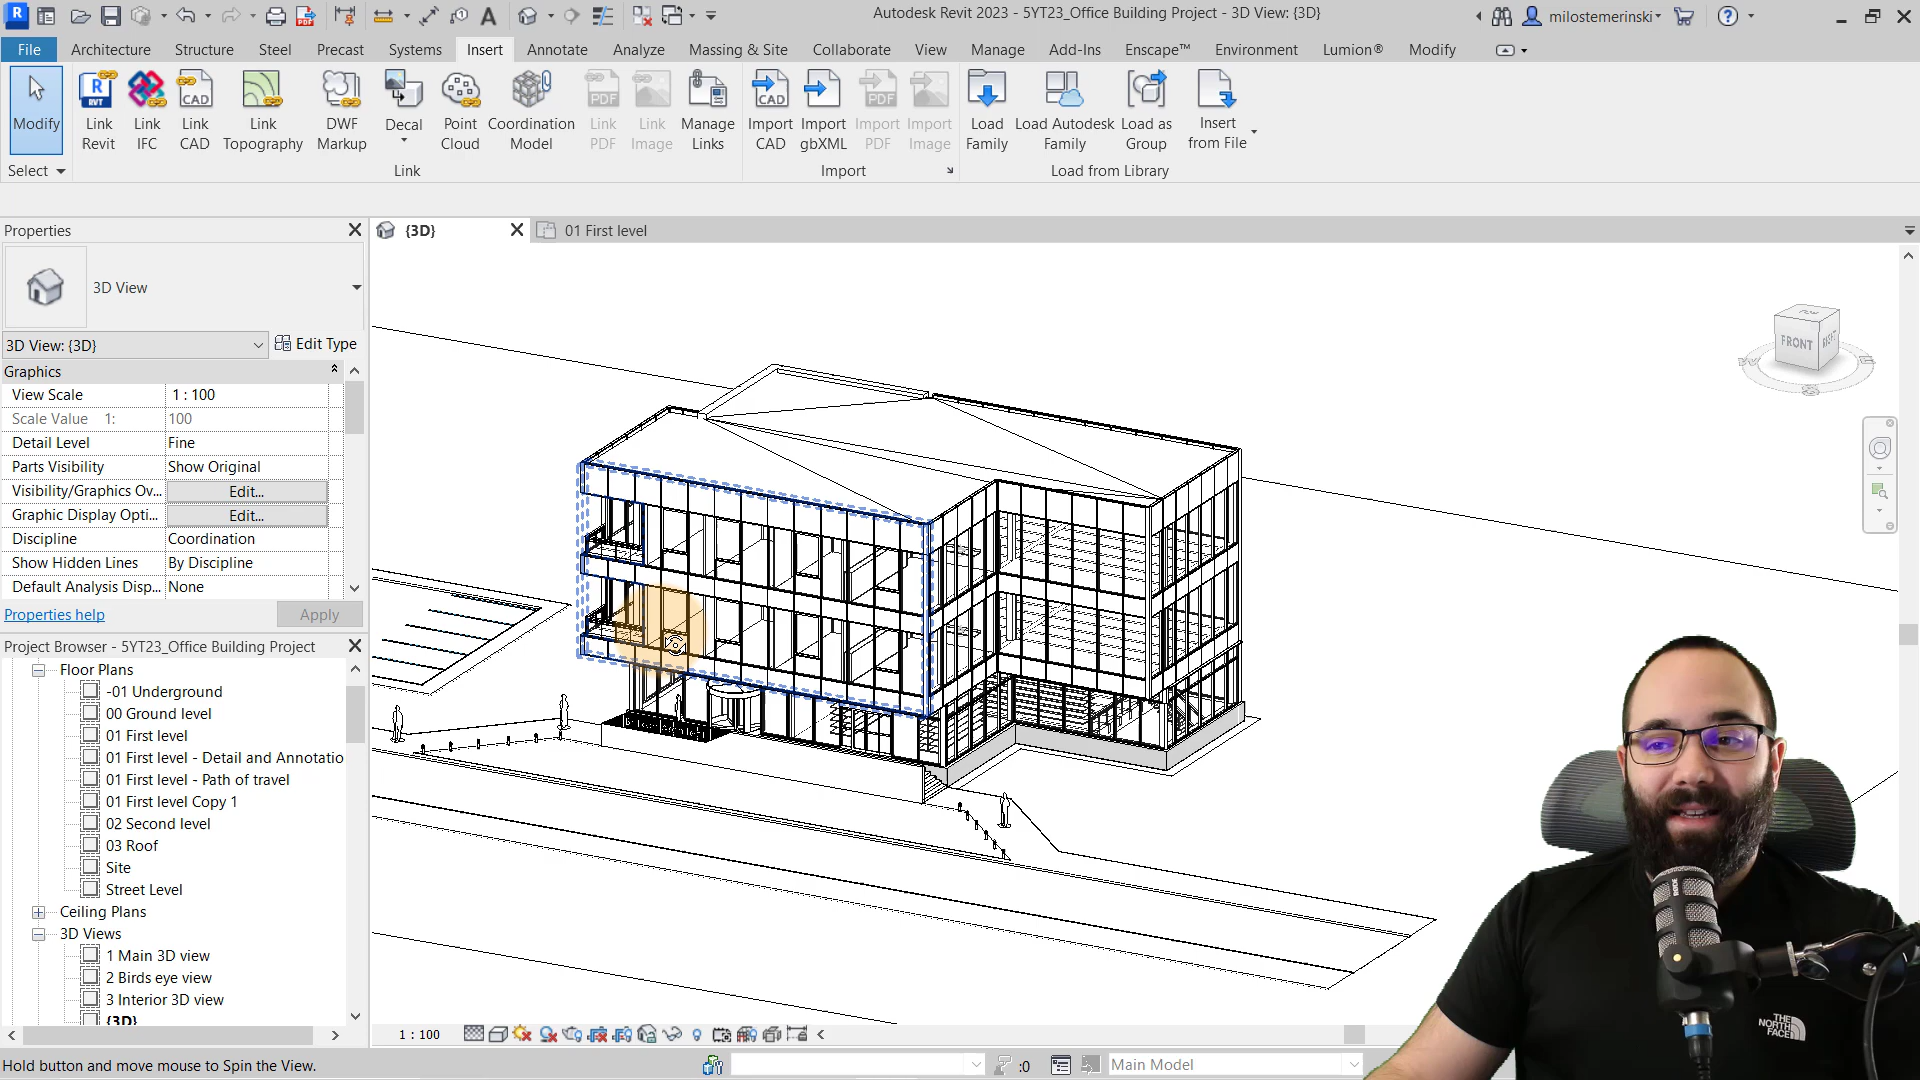 Autodesk Revit 2023 - 5YT23_Office Building Project - 3D View: {3D}
milostemerinski
File Architecture Structure Steel Precast Systems Insert Annotate Analyze Massing & Site Collaborate View Manage Add-Ins Enscape™ Environment Lumion® Modify
Modify
Link Revit
Link IFC
Link CAD
Link Topography
DWF Markup
Decal
Point Cloud
Coordination Model
Link PDF
Link Image
Manage Links
Import CAD
Import gbXML
Import PDF
Import Image
Load Family
Load Autodesk Family
Load as Group
Insert from File
Select
Link
Import
Load from Library
Properties
{3D}
01 First level
3D View
3D View: {3D}
Edit Type
Graphics
View Scale 1 : 100
Scale Value 1: 100
Detail Level Fine
Parts Visibility Show Original
Visibility/Graphics Ov... Edit...
Graphic Display Opti... Edit...
Discipline Coordination
Show Hidden Lines By Discipline
Default Analysis Disp... None
Properties help
Apply
FRONT
Project Browser - 5YT23_Office Building Project
Floor Plans
-01 Underground
00 Ground level
01 First level
01 First level - Detail and Annotatio
01 First level - Path of travel
01 First level Copy 1
02 Second level
03 Roof
Site
Street Level
Ceiling Plans
3D Views
1 Main 3D view
2 Birds eye view
3 Interior 3D view
{3D}
1 : 100
Hold button and move mouse to Spin the View.
:0
Main Model
THE
NORTH
FACE